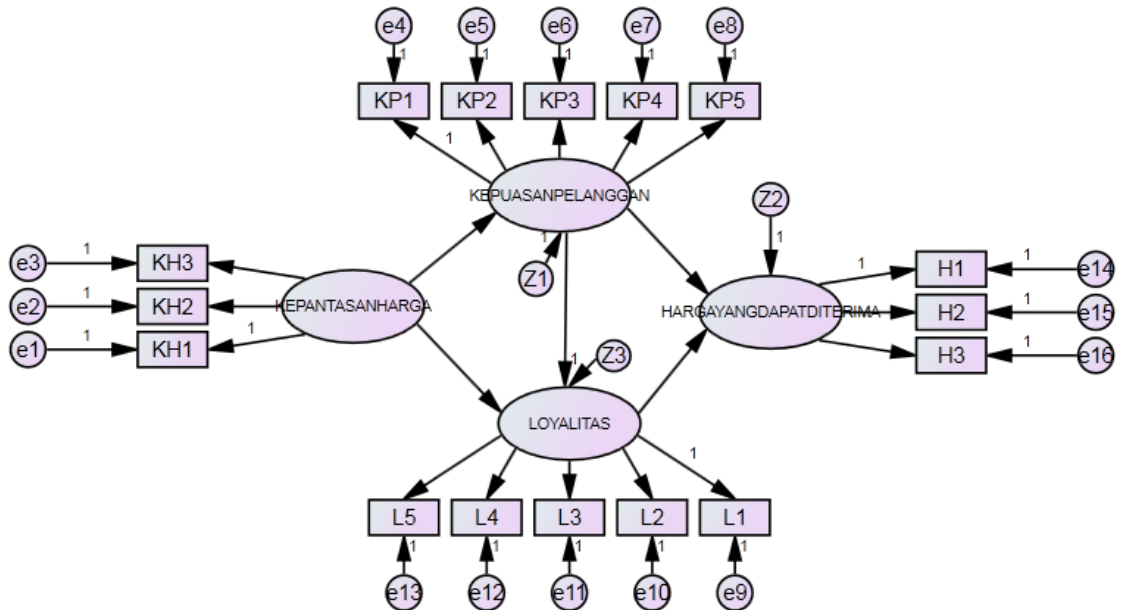 e4 e5 e6 e7 e8
1 1 1 1 1
KP1 KP2 KP3 KP4 KP5
1
KEPUASANPELANGGAN
Z2
1
1
Z1
e3 1 KH3
e2 1 KH2
e1 1 KH1
1
KEPANTASANHARGA
HARGAYANGDAPATDITERIMA
1
H1 1 e14
H2 1 e15
H3 1 e16
Z3
1
LOYALITAS
1
L5 L4 L3 L2 L1
1 1 1 1 1
e13 e12 e11 e10 e9